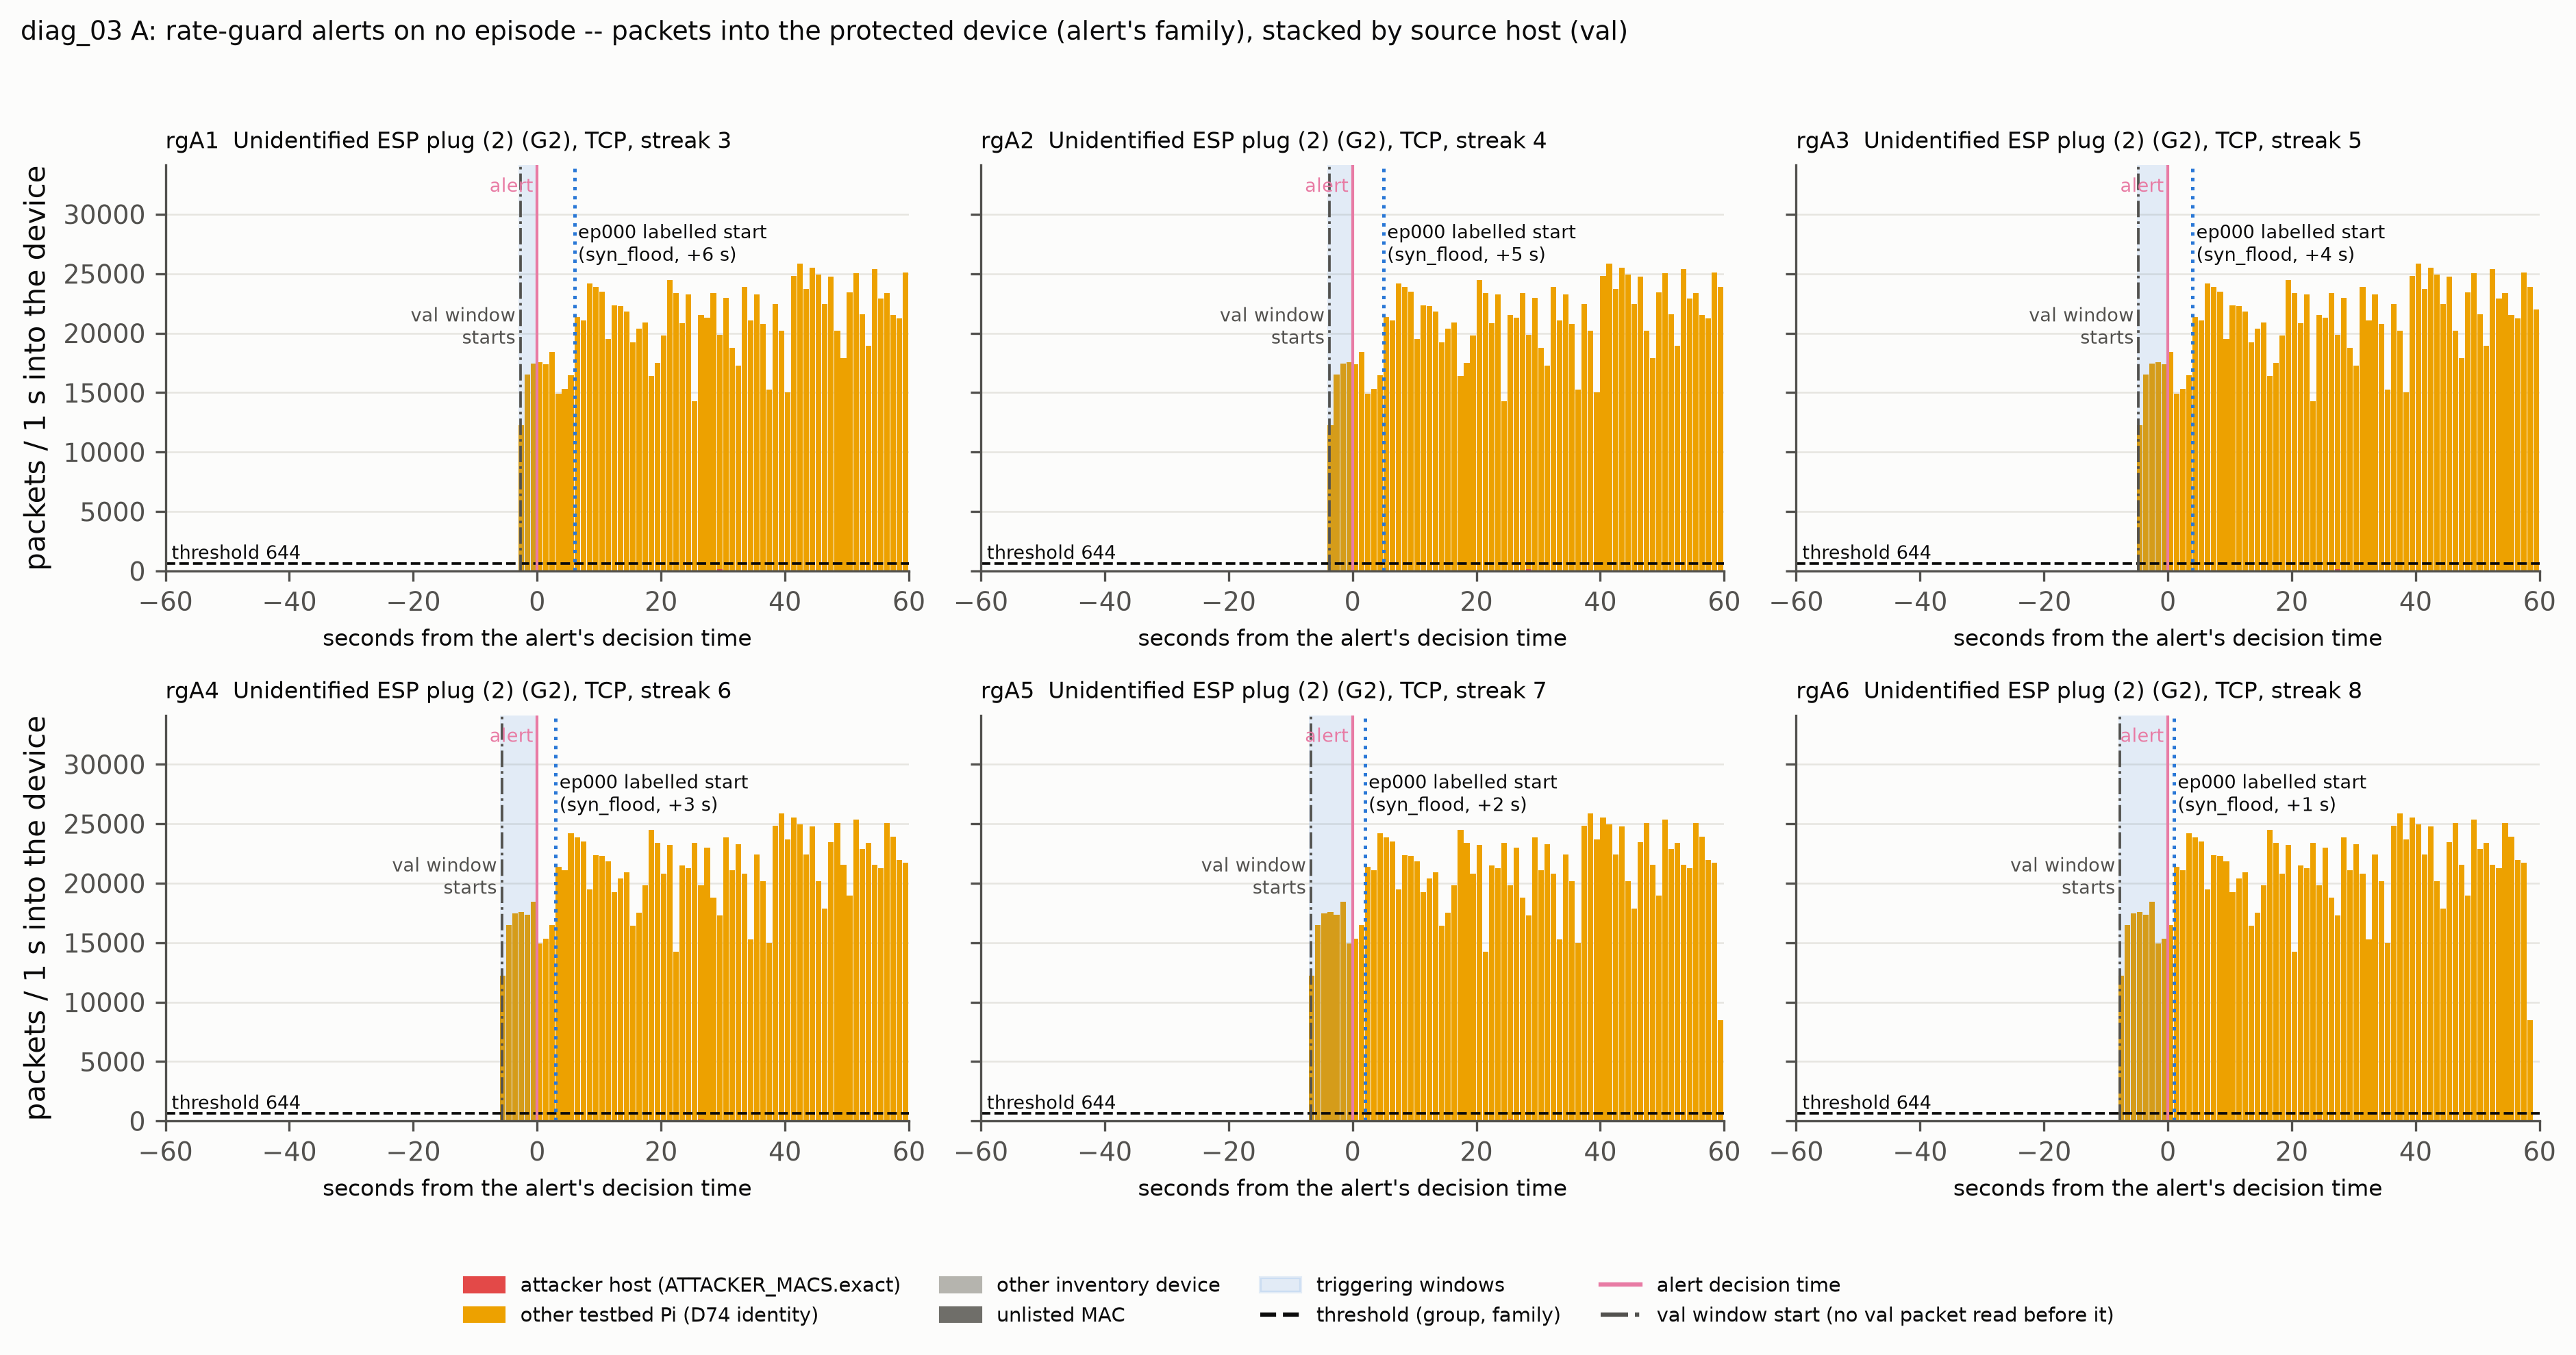 diag_03 A: rate-guard alerts on no episode -- packets into the protected device (alert's family), stacked by source host (val)
rgA1  Unidentified ESP plug (2) (G2), TCP, streak 3
packets / 1 s into the device
30000
25000
20000
15000
10000
5000
0
alert
ep000 labelled start
(syn_flood, +6 s)
val window
starts
threshold 644
−60 −40 −20 0 20 40 60
seconds from the alert's decision time
rgA2  Unidentified ESP plug (2) (G2), TCP, streak 4
alert
ep000 labelled start
(syn_flood, +5 s)
val window
starts
threshold 644
−60 −40 −20 0 20 40 60
seconds from the alert's decision time
rgA3  Unidentified ESP plug (2) (G2), TCP, streak 5
alert
ep000 labelled start
(syn_flood, +4 s)
val window
starts
threshold 644
−60 −40 −20 0 20 40 60
seconds from the alert's decision time
rgA4  Unidentified ESP plug (2) (G2), TCP, streak 6
packets / 1 s into the device
30000
25000
20000
15000
10000
5000
0
alert
ep000 labelled start
(syn_flood, +3 s)
val window
starts
threshold 644
−60 −40 −20 0 20 40 60
seconds from the alert's decision time
rgA5  Unidentified ESP plug (2) (G2), TCP, streak 7
alert
ep000 labelled start
(syn_flood, +2 s)
val window
starts
threshold 644
−60 −40 −20 0 20 40 60
seconds from the alert's decision time
rgA6  Unidentified ESP plug (2) (G2), TCP, streak 8
alert
ep000 labelled start
(syn_flood, +1 s)
val window
starts
threshold 644
−60 −40 −20 0 20 40 60
seconds from the alert's decision time
attacker host (ATTACKER_MACS.exact)
other testbed Pi (D74 identity)
other inventory device
unlisted MAC
triggering windows
threshold (group, family)
alert decision time
val window start (no val packet read before it)